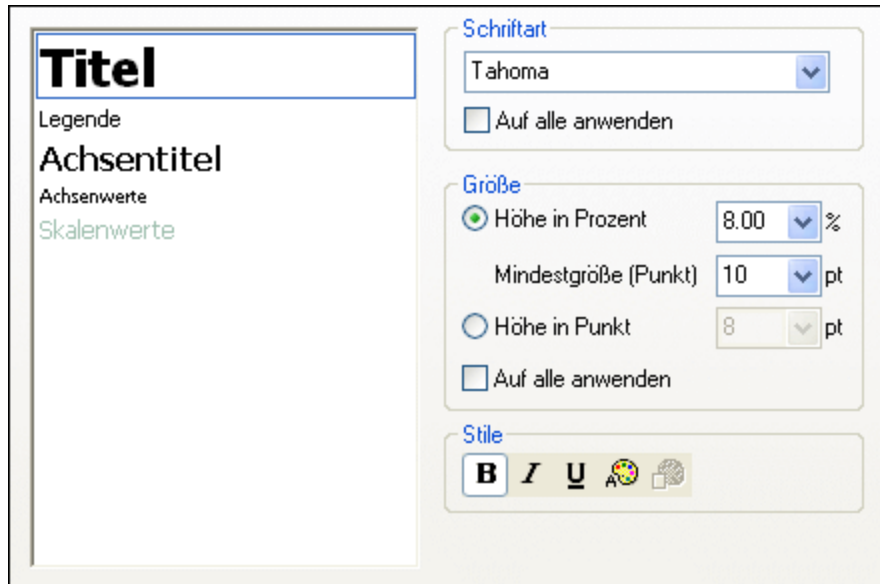 Titel
Legende
Achsentitel
Achsenwerte
Skalenwerte
Schriftart
Tahoma
Auf alle anwenden
Größe
Höhe in Prozent 8.00 %
Mindestgröße (Punkt) 10 pt
Höhe in Punkt 8 pt
Auf alle anwenden
Stile
B I U A